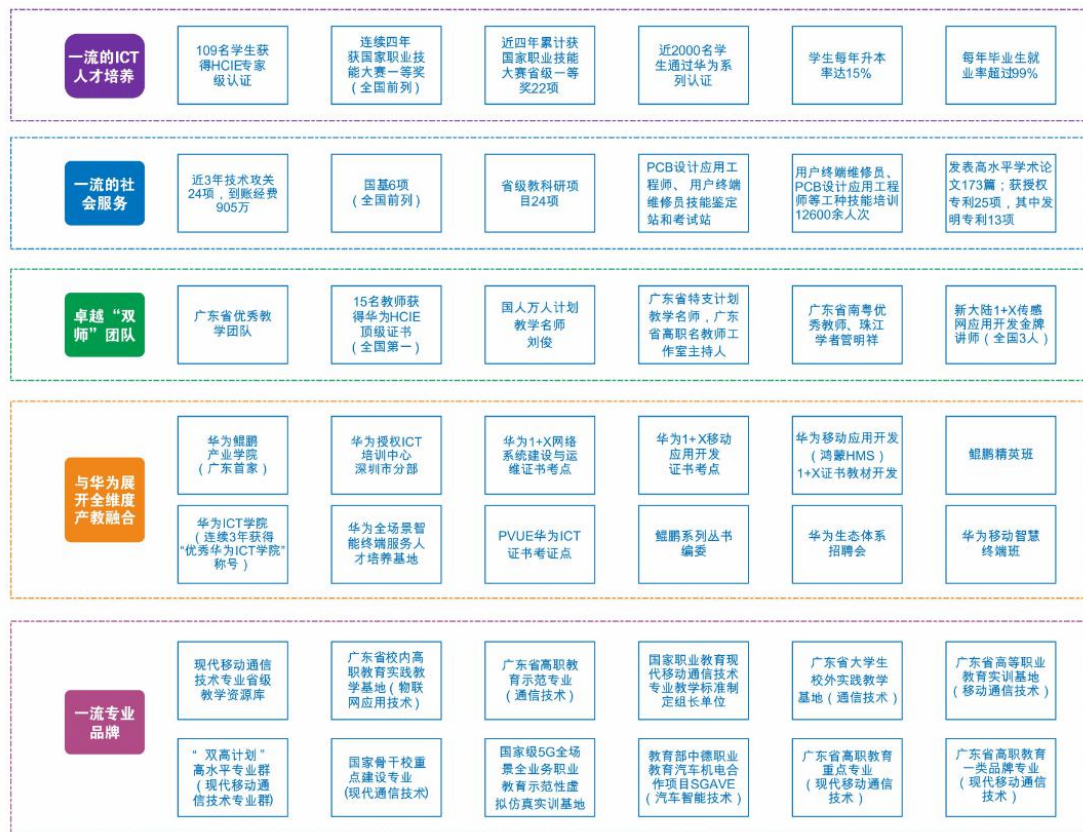 一流的ICT
人才培养
109名学生获
得HCIE专家
级认证
连续四年
获国家职业技
能大赛一等奖
（全国前列）
近四年累计获
国家职业技能
大赛省级一等
奖22项
近2000名学
生通过华为系
列认证
学生每年升本
率达15%
每年毕业生就
业率超过99%
一流的社
会服务
近3年技术攻关
24项，到账经费
905万
国基6项
（全国前列）
省级教科研项
目24项
PCB设计应用工
程师、用户终端
维修员技能鉴定
站和考试站
用户终端维修员、
PCB设计应用工程
师等工种技能培训
12600余人次
发表高水平学术论
文173篇；获授权
专利25项，其中发
明专利13项
卓越“双
师”团队
广东省优秀教
学团队
15名教师获
得华为HCIE
顶级证书
（全国第一）
国人万人计划
教学名师
刘俊
广东省特支计划
教学名师，广东
省高职名教师工
作室主持人
广东省南粤优
秀教师、珠江
学者管明祥
新大陆1+X传感
网应用开发金牌
讲师（全国3人）
与华为展
开全维度
产教融合
华为鲲鹏
产业学院
（广东首家）
华为授权ICT
培训中心
深圳市分部
华为1+X网络
系统建设与运
维证书考点
华为1+X移动
应用开发
证书考点
华为移动应用开发
（鸿蒙HMS）
1+X证书教材开发
鲲鹏精英班
华为ICT学院
（连续3年获得
“优秀华为ICT学院”
称号）
华为全场景智
能终端服务人
才培养基地
PVUE华为ICT
证书考证点
鲲鹏系列丛书
编委
华为生态体系
招聘会
华为移动智慧
终端班
一流专业
品牌
现代移动通信
技术专业省级
教学资源库
广东省校内高
职教育实践教
学基地（物联
网应用技术）
广东省高职教
育示范专业
（通信技术）
国家职业教育现
代移动通信技术
专业教学标准制
定组长单位
广东省大学生
校外实践教学
基地（通信技术）
广东省高等职业
教育实训基地
（移动通信技术）
“双高计划”
高水平专业群
（现代移动通
信技术专业群）
国家骨干校重
点建设专业
（现代通信技术）
国家级5G全场
景全业务职业
教育示范性虚
拟仿真实训基地
教育部中德职业
教育汽车机电合
作项目SGAVE
（汽车智能技术）
广东省高职教育
重点专业
（现代移动通信
技术）
广东省高职教育
一类品牌专业
（现代移动通信
技术）